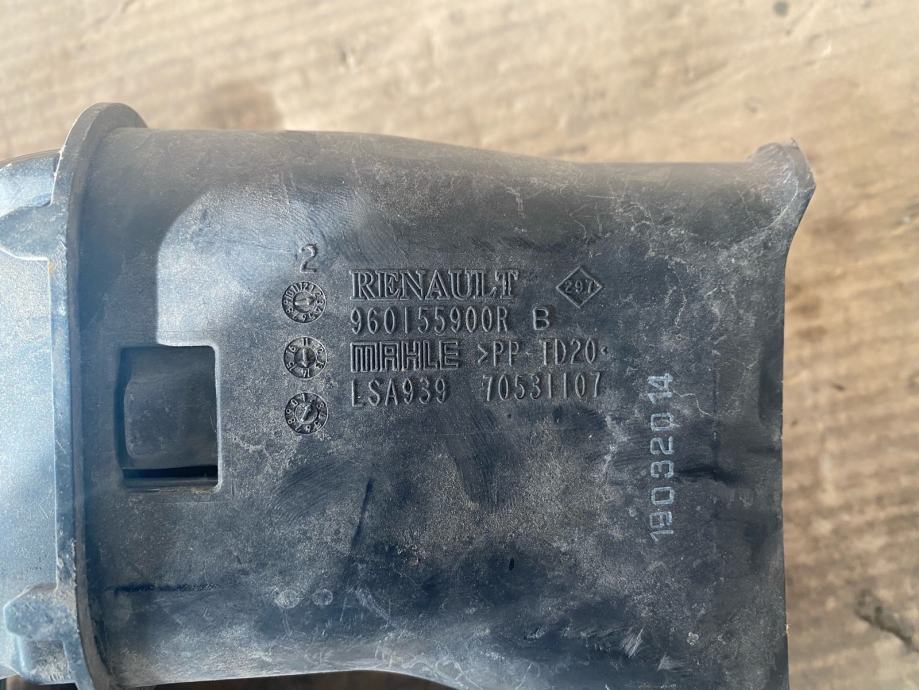 2
RENAULT 297
960155900R B
MAHLE >PP-TD20<
LSA939 70531107
19032014